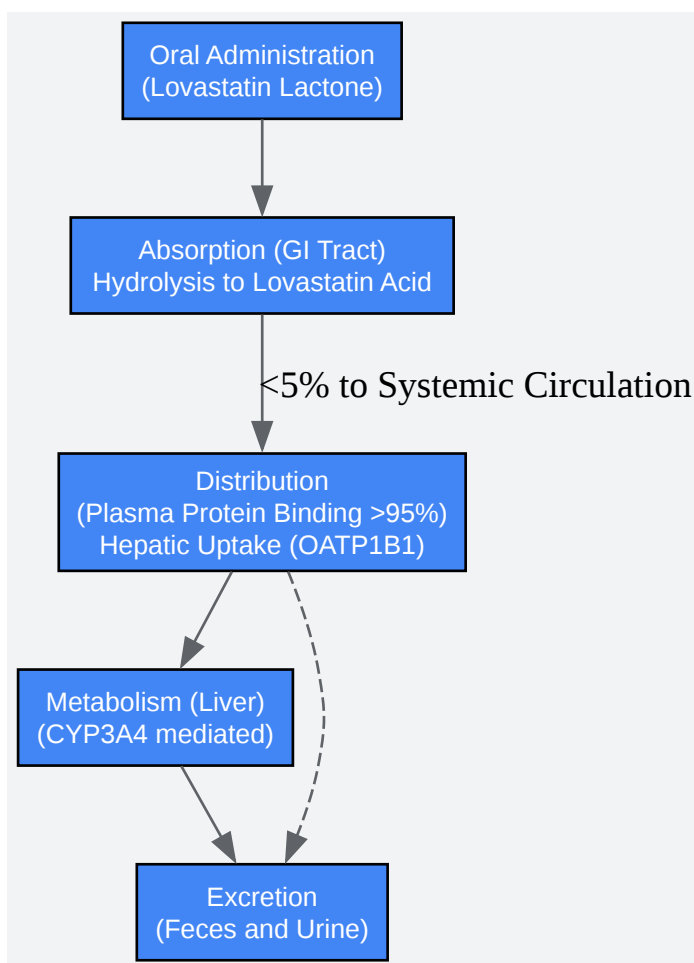 Oral Administration
(Lovastatin Lactone)
Absorption (GI Tract)
Hydrolysis to Lovastatin Acid
<5% to Systemic Circulation
Distribution
(Plasma Protein Binding >95%)
Hepatic Uptake (OATP1B1)
Metabolism (Liver)
(CYP3A4 mediated)
Excretion
(Feces and Urine)